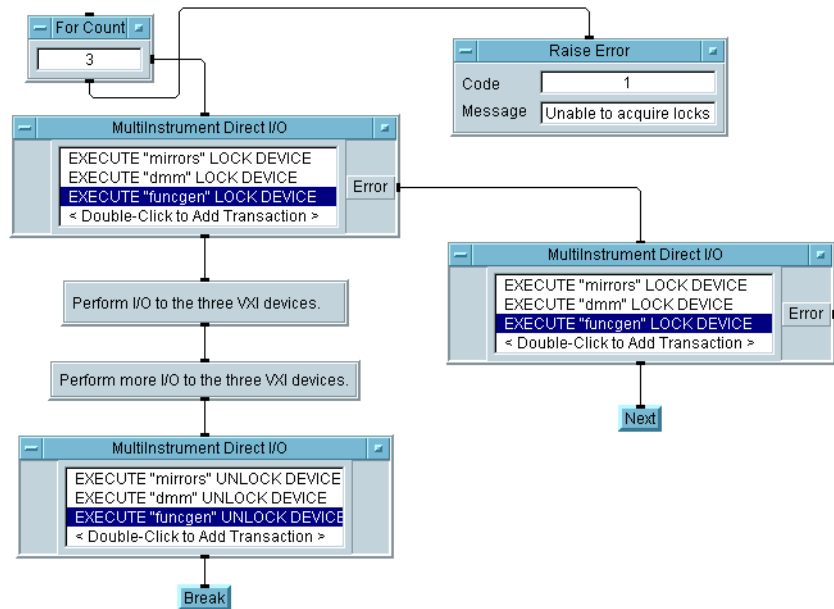 For Count
3
Raise Error
Code
1
Message
Unable to acquire locks
MultiInstrument Direct I/O
EXECUTE "mirrors" LOCK DEVICE
EXECUTE "dmm" LOCK DEVICE
EXECUTE "funcgen" LOCK DEVICE
< Double-Click to Add Transaction >
Error
MultiInstrument Direct I/O
EXECUTE "mirrors" LOCK DEVICE
EXECUTE "dmm" LOCK DEVICE
EXECUTE "funcgen" LOCK DEVICE
< Double-Click to Add Transaction >
Error
Next
Perform I/O to the three VXI devices.
Perform more I/O to the three VXI devices.
MultiInstrument Direct I/O
EXECUTE "mirrors" UNLOCK DEVICE
EXECUTE "dmm" UNLOCK DEVICE
EXECUTE "funcgen" UNLOCK DEVICE
< Double-Click to Add Transaction >
Break